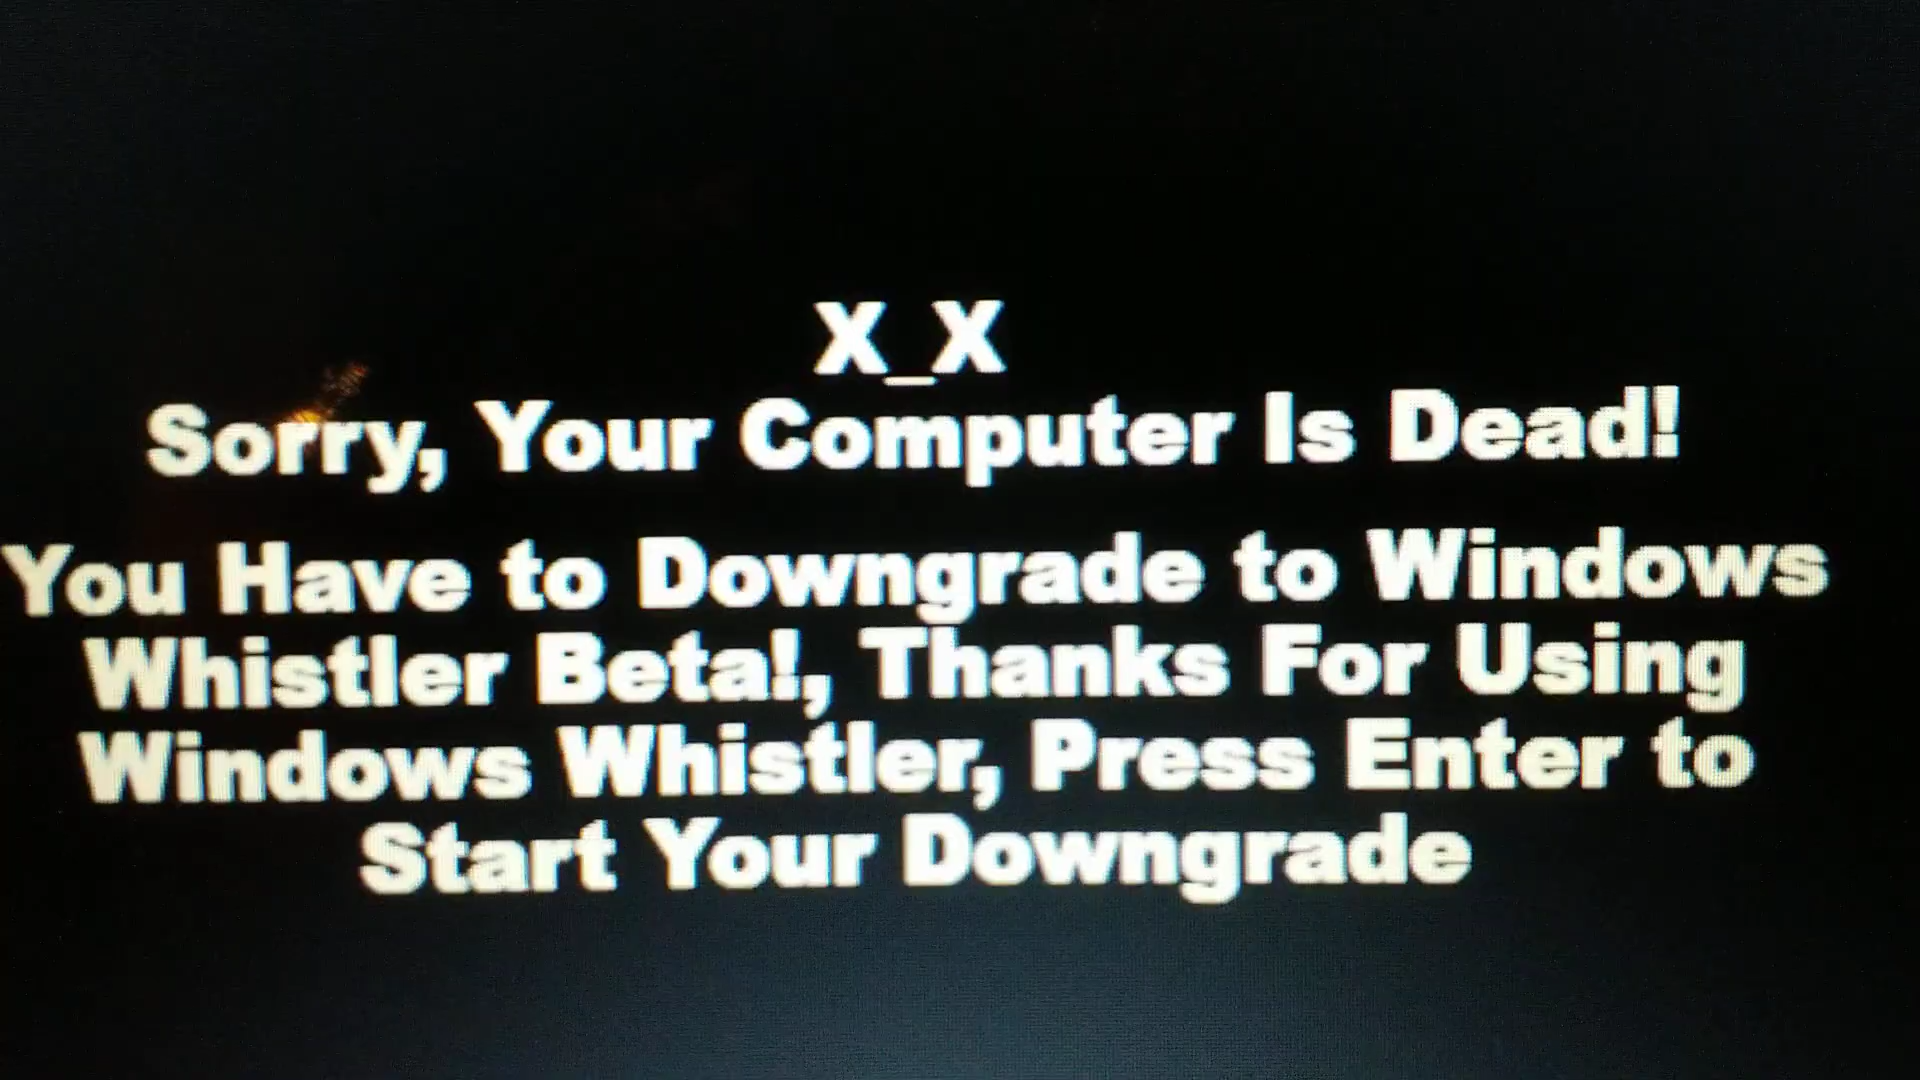 X_X
Sorry, Your Computer Is Dead!
You Have to Downgrade to Windows
Whistler Beta!, Thanks For Using
Windows Whistler, Press Enter to
Start Your Downgrade